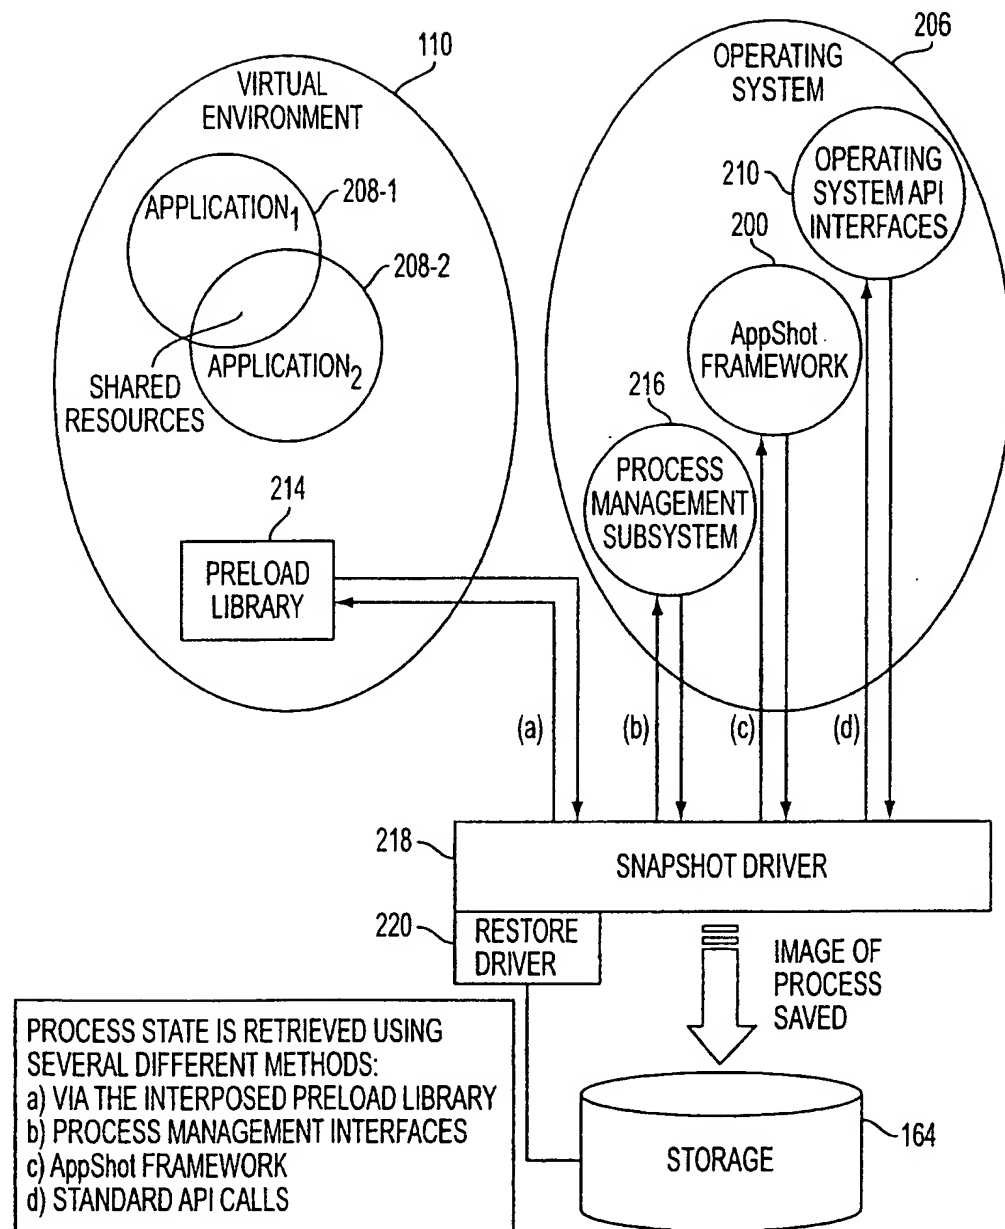 110
VIRTUAL
ENVIRONMENT
APPLICATION1
208-1
208-2
APPLICATION2
SHARED
RESOURCES
214
PRELOAD
LIBRARY
206
OPERATING
SYSTEM
210
OPERATING
SYSTEM API
INTERFACES
200
AppShot
FRAMEWORK
216
PROCESS
MANAGEMENT
SUBSYSTEM
(a)
(b)
(c)
(d)
218
SNAPSHOT DRIVER
220
RESTORE
DRIVER
IMAGE OF
PROCESS
SAVED
PROCESS STATE IS RETRIEVED USING
SEVERAL DIFFERENT METHODS:
a) VIA THE INTERPOSED PRELOAD LIBRARY
b) PROCESS MANAGEMENT INTERFACES
c) AppShot FRAMEWORK
d) STANDARD API CALLS
STORAGE
164